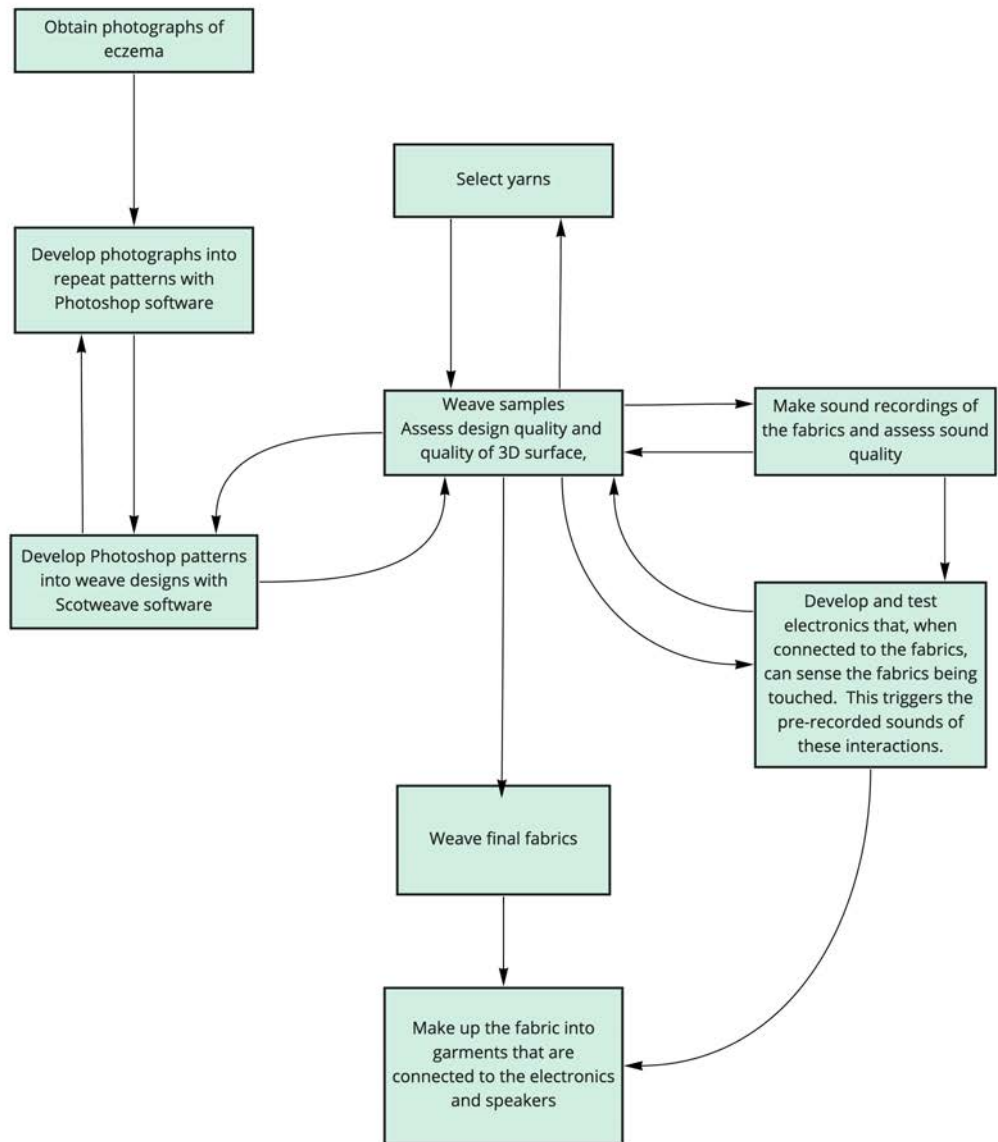 Obtain photographs of
eczema
Select yarns
Develop photographs into
repeat patterns with
Photoshop software
Weave samples
Assess design quality and
quality of 3D surface,
Make sound recordings of
the fabrics and assess sound
quality
Develop Photoshop patterns
into weave designs with
Scotweave software
Develop and test
electronics that, when
connected to the fabrics,
can sense the fabrics being
touched.  This triggers the
pre-recorded sounds of
these interactions.
Weave final fabrics
Make up the fabric into
garments that are
connected to the electronics
and speakers